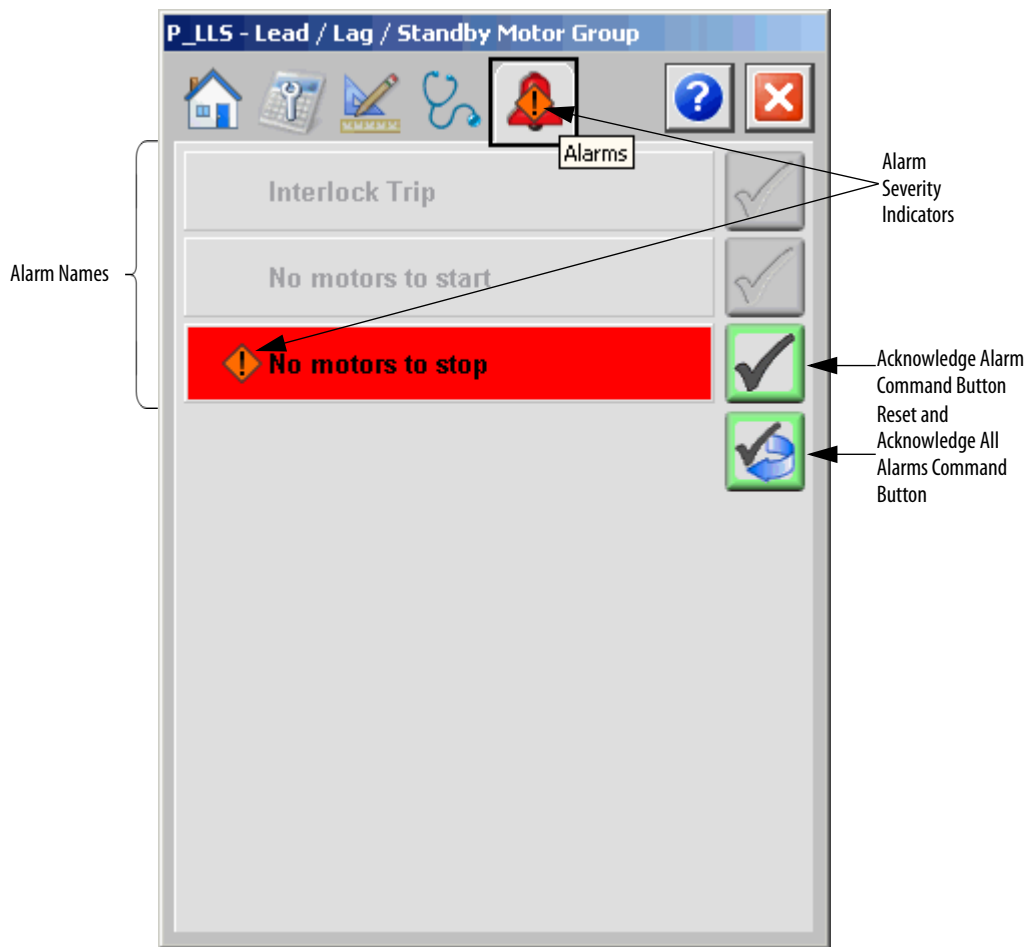 P_LLS - Lead / Lag / Standby Motor Group
Alarms
Interlock Trip
No motors to start
No motors to stop
Alarm Names
Alarm
Severity
Indicators
Acknowledge Alarm
Command Button
Reset and
Acknowledge All
Alarms Command
Button